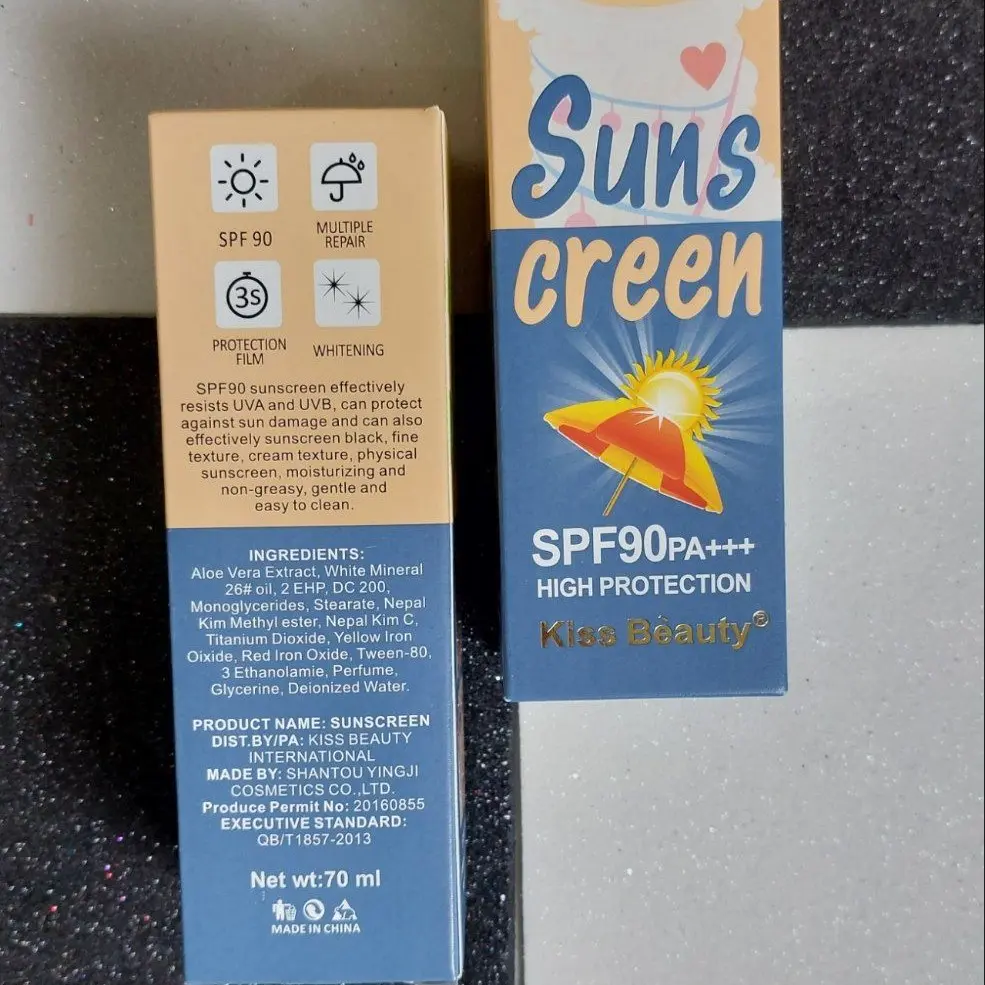 SPF 90
MULTIPLE
REPAIR
3s
PROTECTION
FILM
WHITENING
SPF90 sunscreen effectively
resists UVA and UVB, can protect
against sun damage and can also
effectively sunscreen black, fine
texture, cream texture, physical
sunscreen, moisturizing and
non-greasy, gentle and
easy to clean.
INGREDIENTS:
Aloe Vera Extract, White Mineral
26# oil, 2 EHP, DC 200,
Monoglycerides, Stearate, Nepal
Kim Methyl ester, Nepal Kim C,
Titanium Dioxide, Yellow Iron
Oixide, Red Iron Oxide, Tween-80,
3 Ethanolamie, Perfume,
Glycerine, Deionized Water.
PRODUCT NAME: SUNSCREEN
DIST.BY/PA: KISS BEAUTY
INTERNATIONAL
MADE BY: SHANTOU YINGJI
COSMETICS CO.,LTD.
Produce Permit No: 20160855
EXECUTIVE STANDARD:
QB/T1857-2013
Net wt:70 ml
MADE IN CHINA
Suns
creen
SPF90PA+++
HIGH PROTECTION
Kiss Beauty®